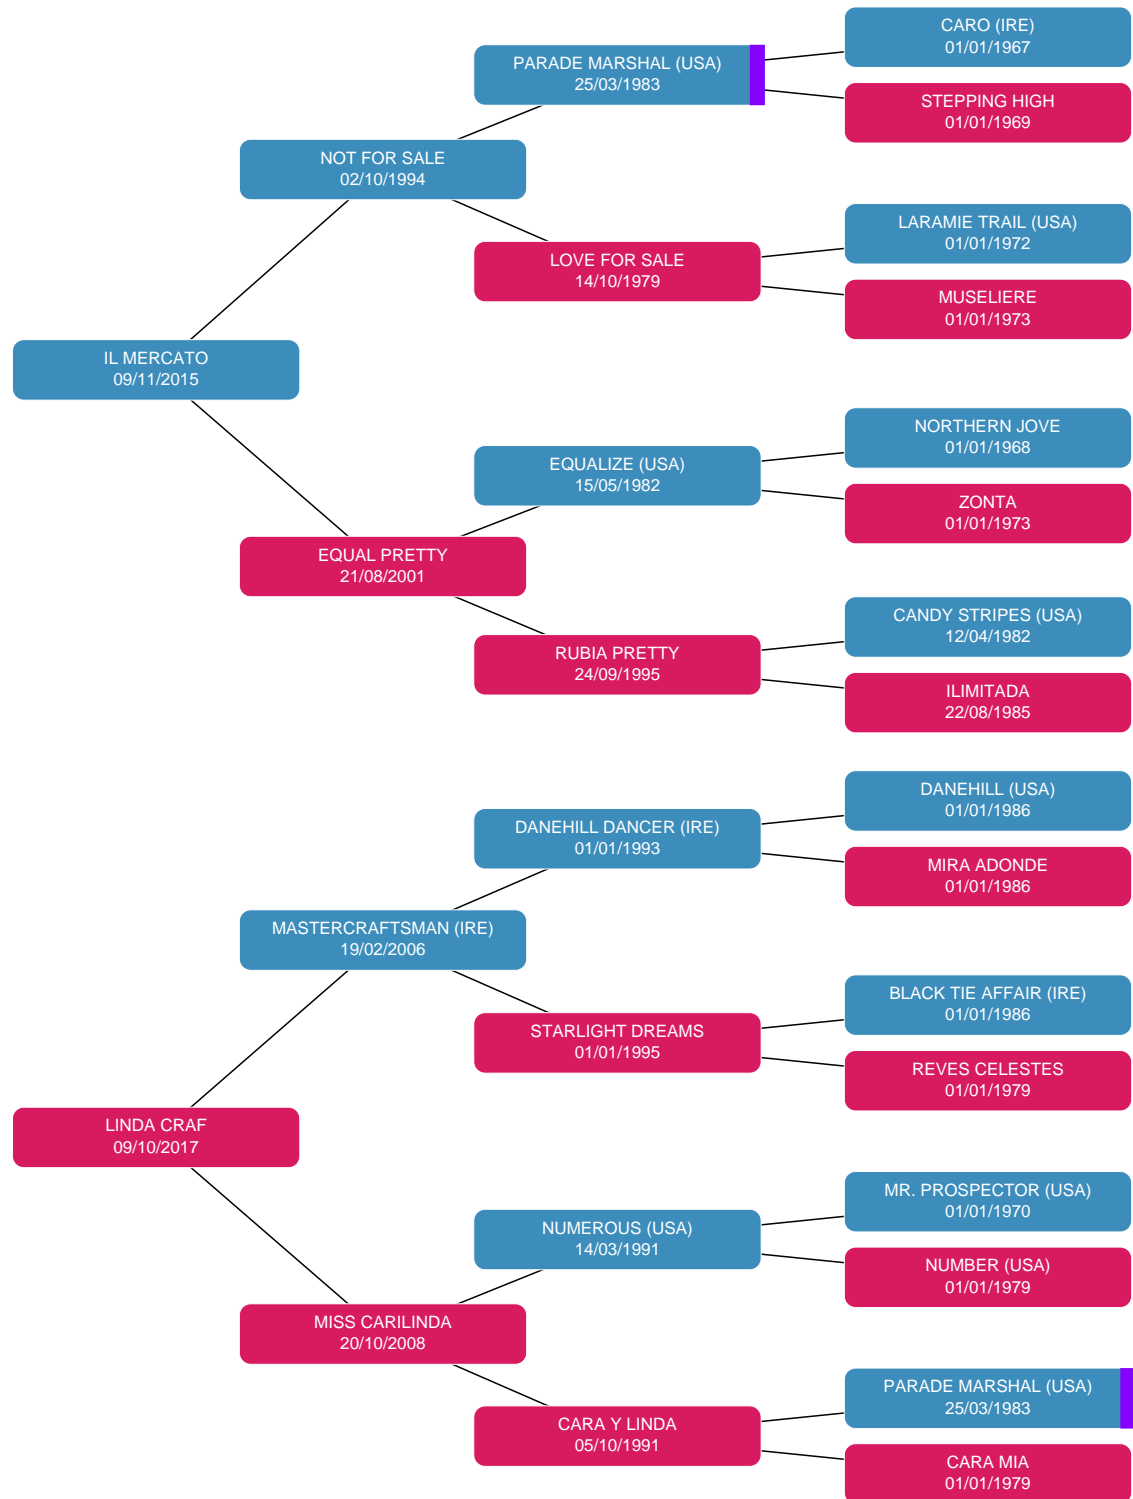 CARO (IRE)
01/01/1967
PARADE MARSHAL (USA)
25/03/1983
STEPPING HIGH
01/01/1969
NOT FOR SALE
02/10/1994
LARAMIE TRAIL (USA)
01/01/1972
LOVE FOR SALE
14/10/1979
MUSELIERE
01/01/1973
IL MERCATO
09/11/2015
NORTHERN JOVE
01/01/1968
EQUALIZE (USA)
15/05/1982
ZONTA
01/01/1973
EQUAL PRETTY
21/08/2001
CANDY STRIPES (USA)
12/04/1982
RUBIA PRETTY
24/09/1995
ILIMITADA
22/08/1985
DANEHILL (USA)
01/01/1986
DANEHILL DANCER (IRE)
01/01/1993
MIRA ADONDE
01/01/1986
MASTERCRAFTSMAN (IRE)
19/02/2006
BLACK TIE AFFAIR (IRE)
01/01/1986
STARLIGHT DREAMS
01/01/1995
REVES CELESTES
01/01/1979
LINDA CRAF
09/10/2017
MR. PROSPECTOR (USA)
01/01/1970
NUMEROUS (USA)
14/03/1991
NUMBER (USA)
01/01/1979
MISS CARILINDA
20/10/2008
PARADE MARSHAL (USA)
25/03/1983
CARA Y LINDA
05/10/1991
CARA MIA
01/01/1979